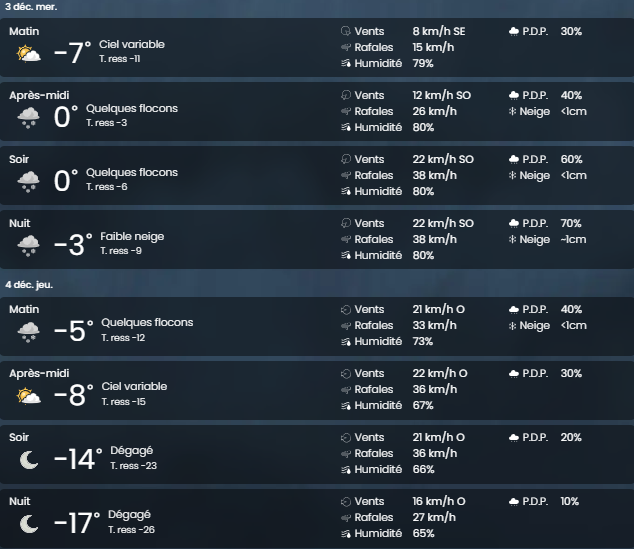 3 déc. mer.
Matin
-7° Ciel variable
T. ress -11
Vents 8 km/h SE P.D.P. 30%
Rafales 15 km/h
Humidité 79%
Après-midi
0° Quelques flocons
T. ress -3
Vents 12 km/h SO P.D.P. 40%
Rafales 26 km/h Neige <1cm
Humidité 80%
Soir
0° Quelques flocons
T. ress -6
Vents 22 km/h SO P.D.P. 60%
Rafales 38 km/h Neige <1cm
Humidité 80%
Nuit
-3° Faible neige
T. ress -9
Vents 22 km/h SO P.D.P. 70%
Rafales 38 km/h Neige ~1cm
Humidité 80%
4 déc. jeu.
Matin
-5° Quelques flocons
T. ress -12
Vents 21 km/h O P.D.P. 40%
Rafales 33 km/h Neige <1cm
Humidité 73%
Après-midi
-8° Ciel variable
T. ress -15
Vents 22 km/h O P.D.P. 30%
Rafales 36 km/h
Humidité 67%
Soir
-14° Dégagé
T. ress -23
Vents 21 km/h O P.D.P. 20%
Rafales 36 km/h
Humidité 66%
Nuit
-17° Dégagé
T. ress -26
Vents 16 km/h O P.D.P. 10%
Rafales 27 km/h
Humidité 65%